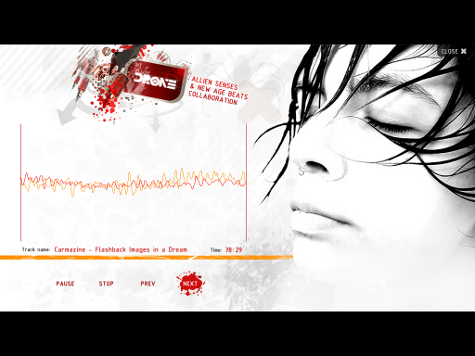 CLOSE
DRONE
ALLIEN SENSES
& NEW AGE BEATS
COLLABORATION
Track name: Carmazine - Flashback Images in a Dream Time: 78:29
PAUSE STOP PREV NEXT